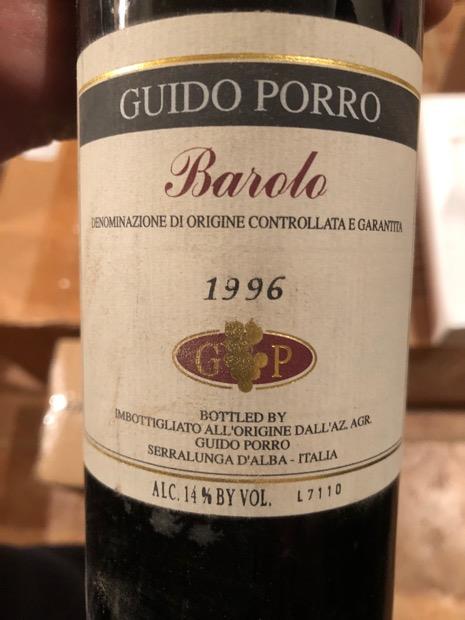 GUIDO PORRO
Barolo
DENOMINAZIONE DI ORIGINE CONTROLLATA E GARANTITA
1996
G P
BOTTLED BY
IMBOTTIGLIATO ALL'ORIGINE DALL'AZ. AGR.
GUIDO PORRO
SERRALUNGA D'ALBA - ITALIA
ALC. 14 % BY VOL. L7110